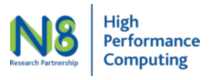 N8
Research Partnership
High
Performance
Computing